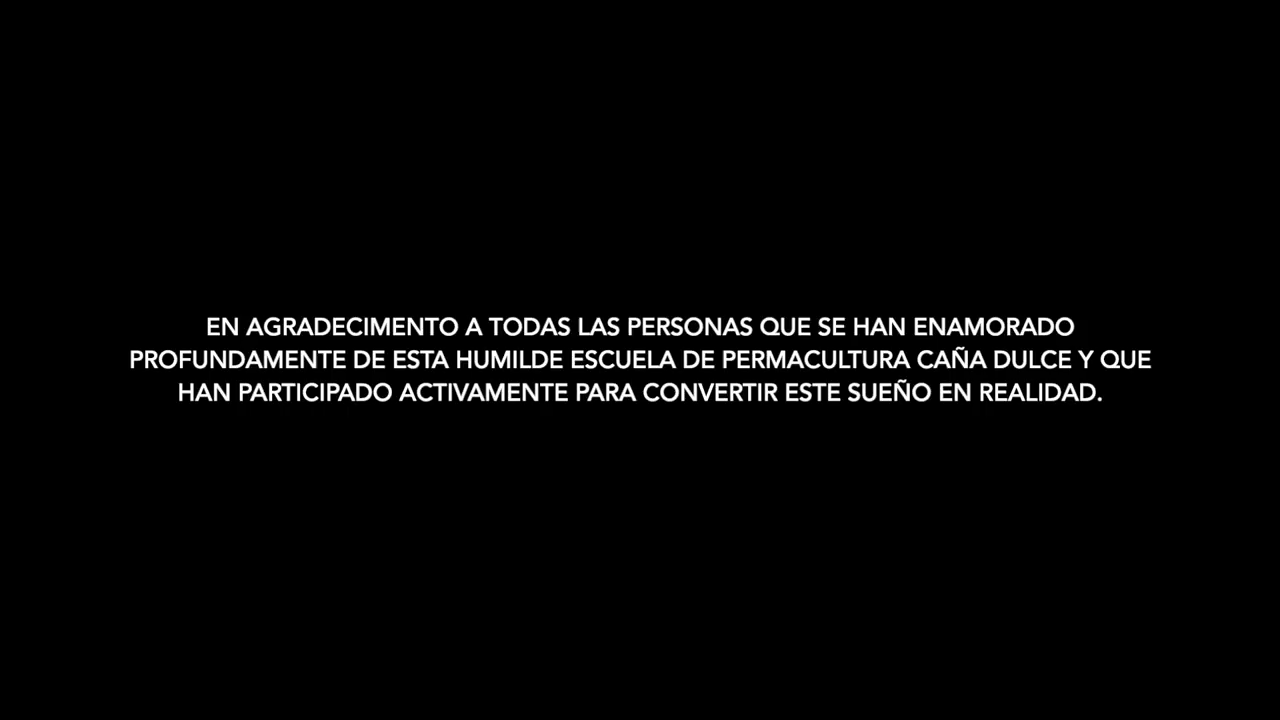 EN AGRADECIMENTO A TODAS LAS PERSONAS QUE SE HAN ENAMORADO
PROFUNDAMENTE DE ESTA HUMILDE ESCUELA DE PERMACULTURA CAÑA DULCE Y QUE
HAN PARTICIPADO ACTIVAMENTE PARA CONVERTIR ESTE SUEÑO EN REALIDAD.